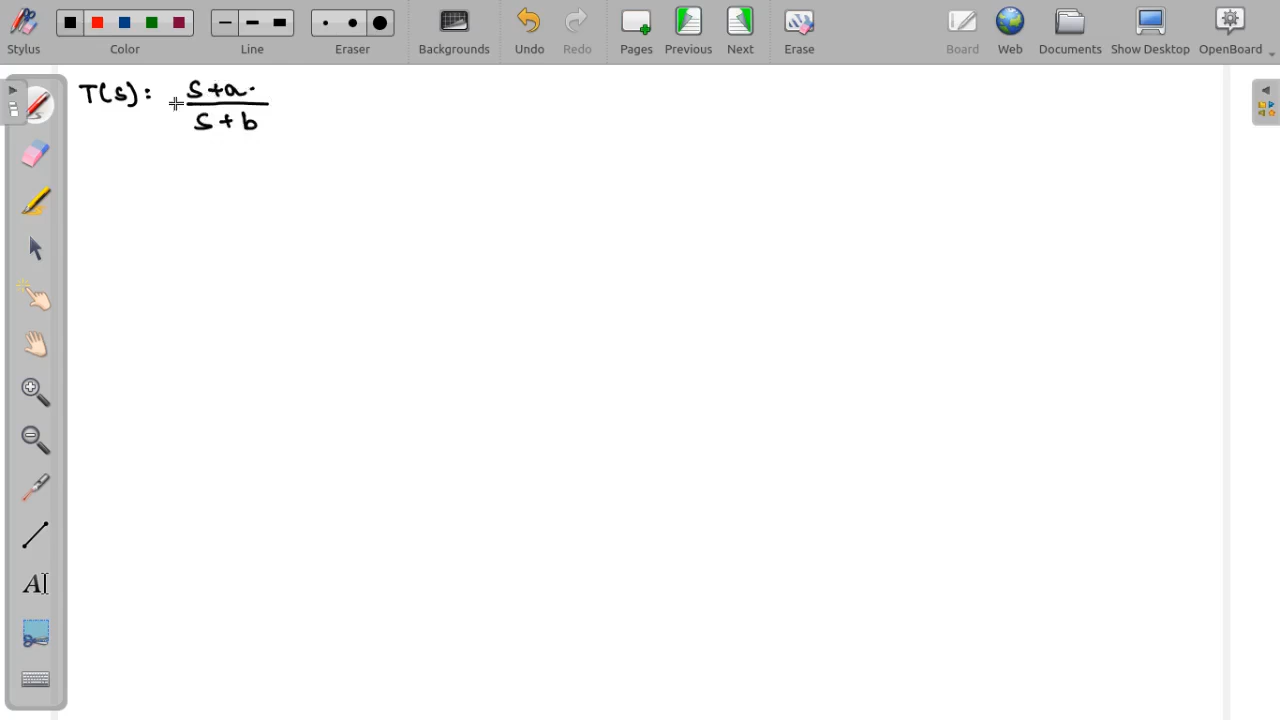 Stylus Color Line Eraser Backgrounds Undo Redo Pages Previous Next Erase Board Web Documents Show Desktop OpenBoard
T(s): s+a.
s+b
A